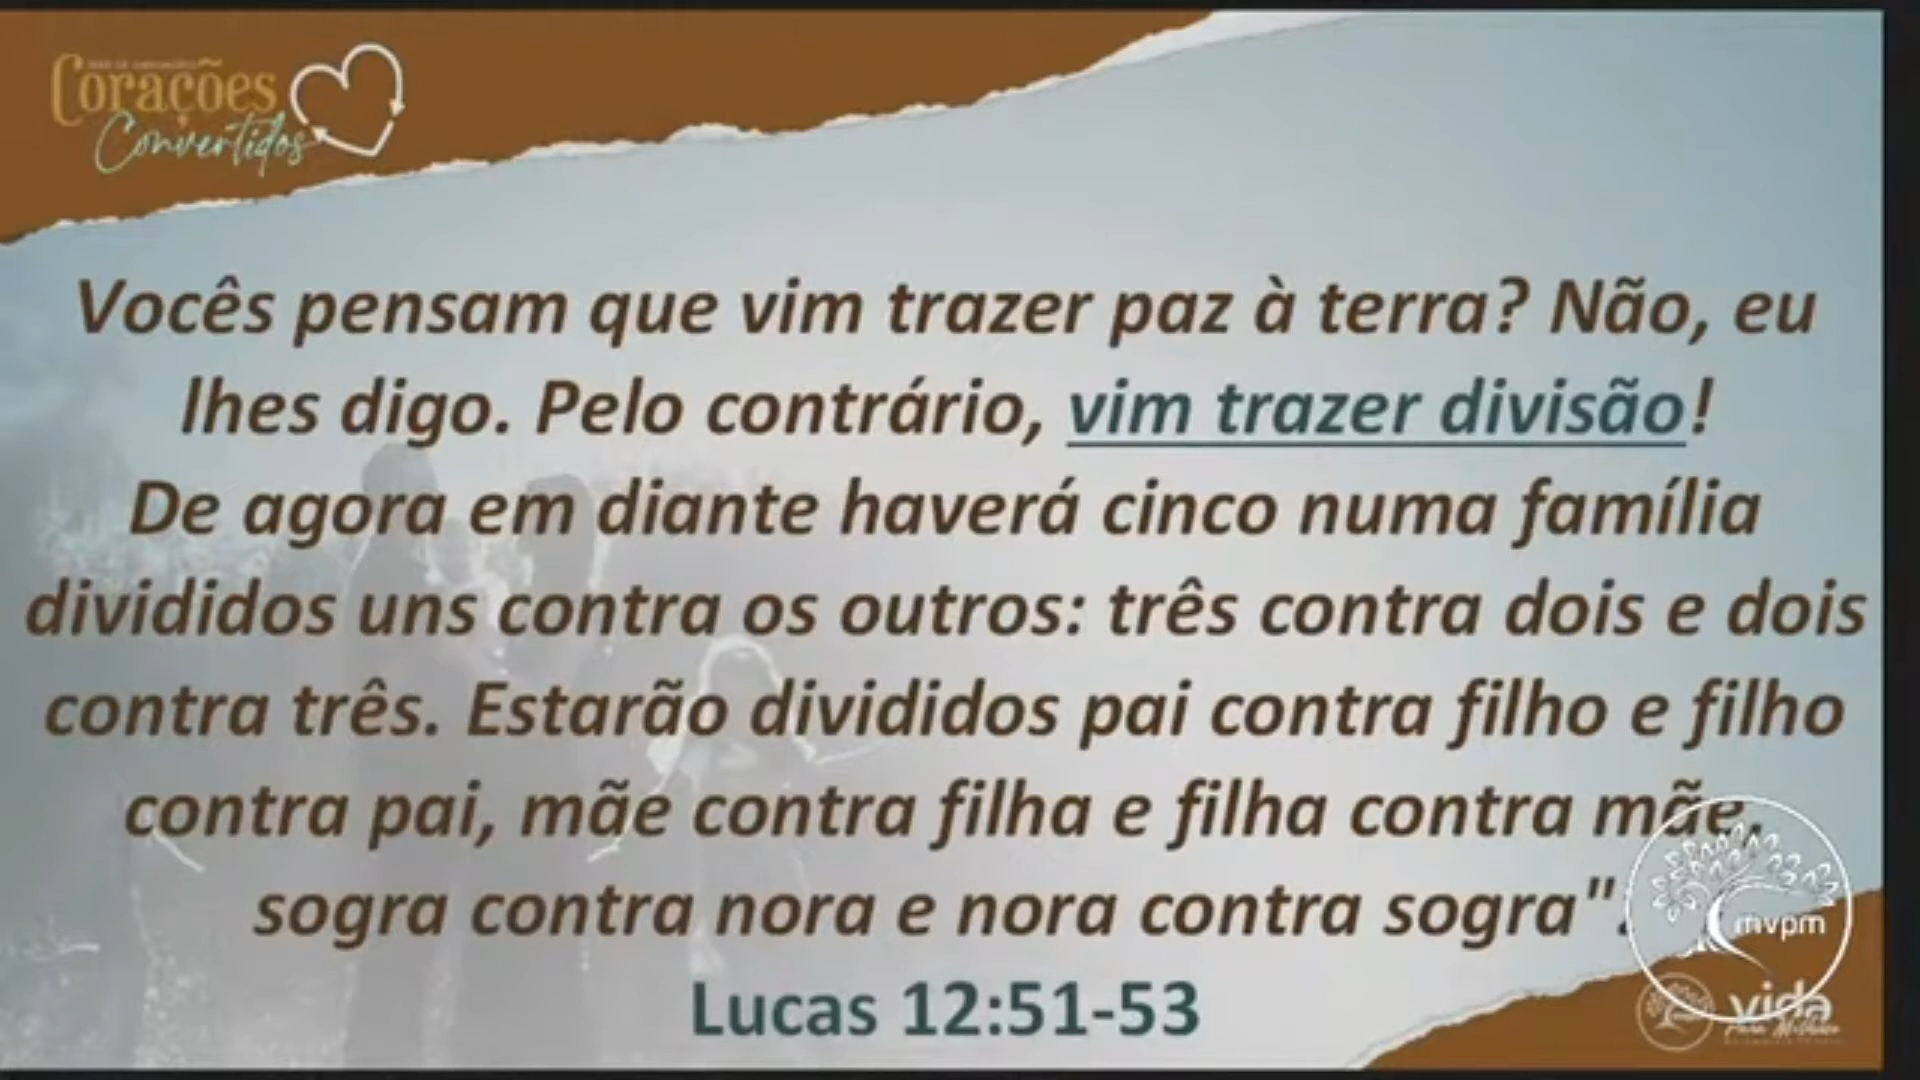 Corações
Convertidos
Vocês pensam que vim trazer paz à terra? Não, eu
lhes digo. Pelo contrário, vim trazer divisão!
De agora em diante haverá cinco numa família
divididos uns contra os outros: três contra dois e dois
contra três. Estarão divididos pai contra filho e filho
contra pai, mãe contra filha e filha contra mãe,
sogra contra nora e nora contra sogra".
Lucas 12:51-53
mvpm
vida
Para Milhões